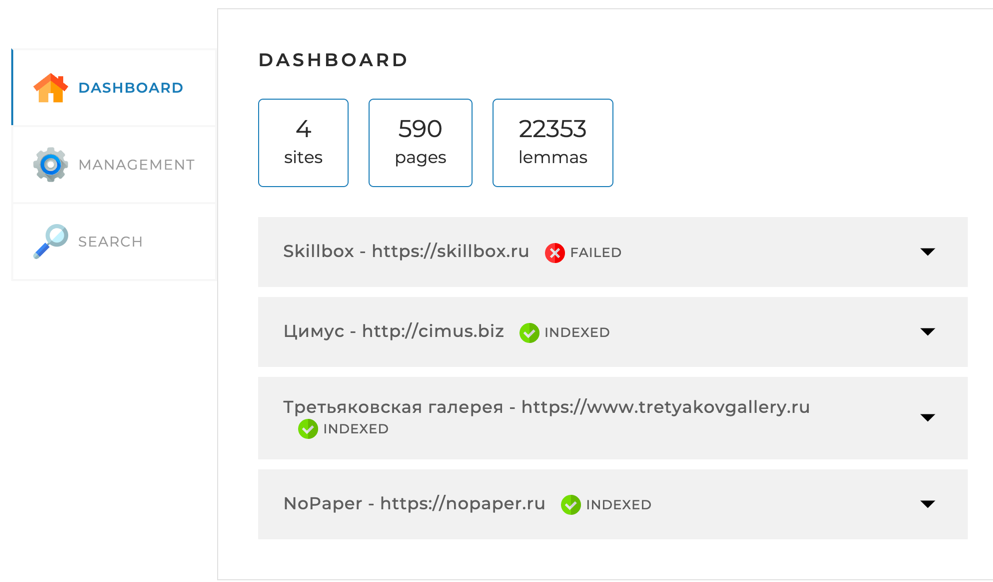 DASHBOARD
MANAGEMENT
SEARCH
DASHBOARD
4
sites
590
pages
22353
lemmas
Skillbox - https://skillbox.ru FAILED
Цимус - http://cimus.biz INDEXED
Третьяковская галерея - https://www.tretyakovgallery.ru
INDEXED
NoPaper - https://nopaper.ru INDEXED